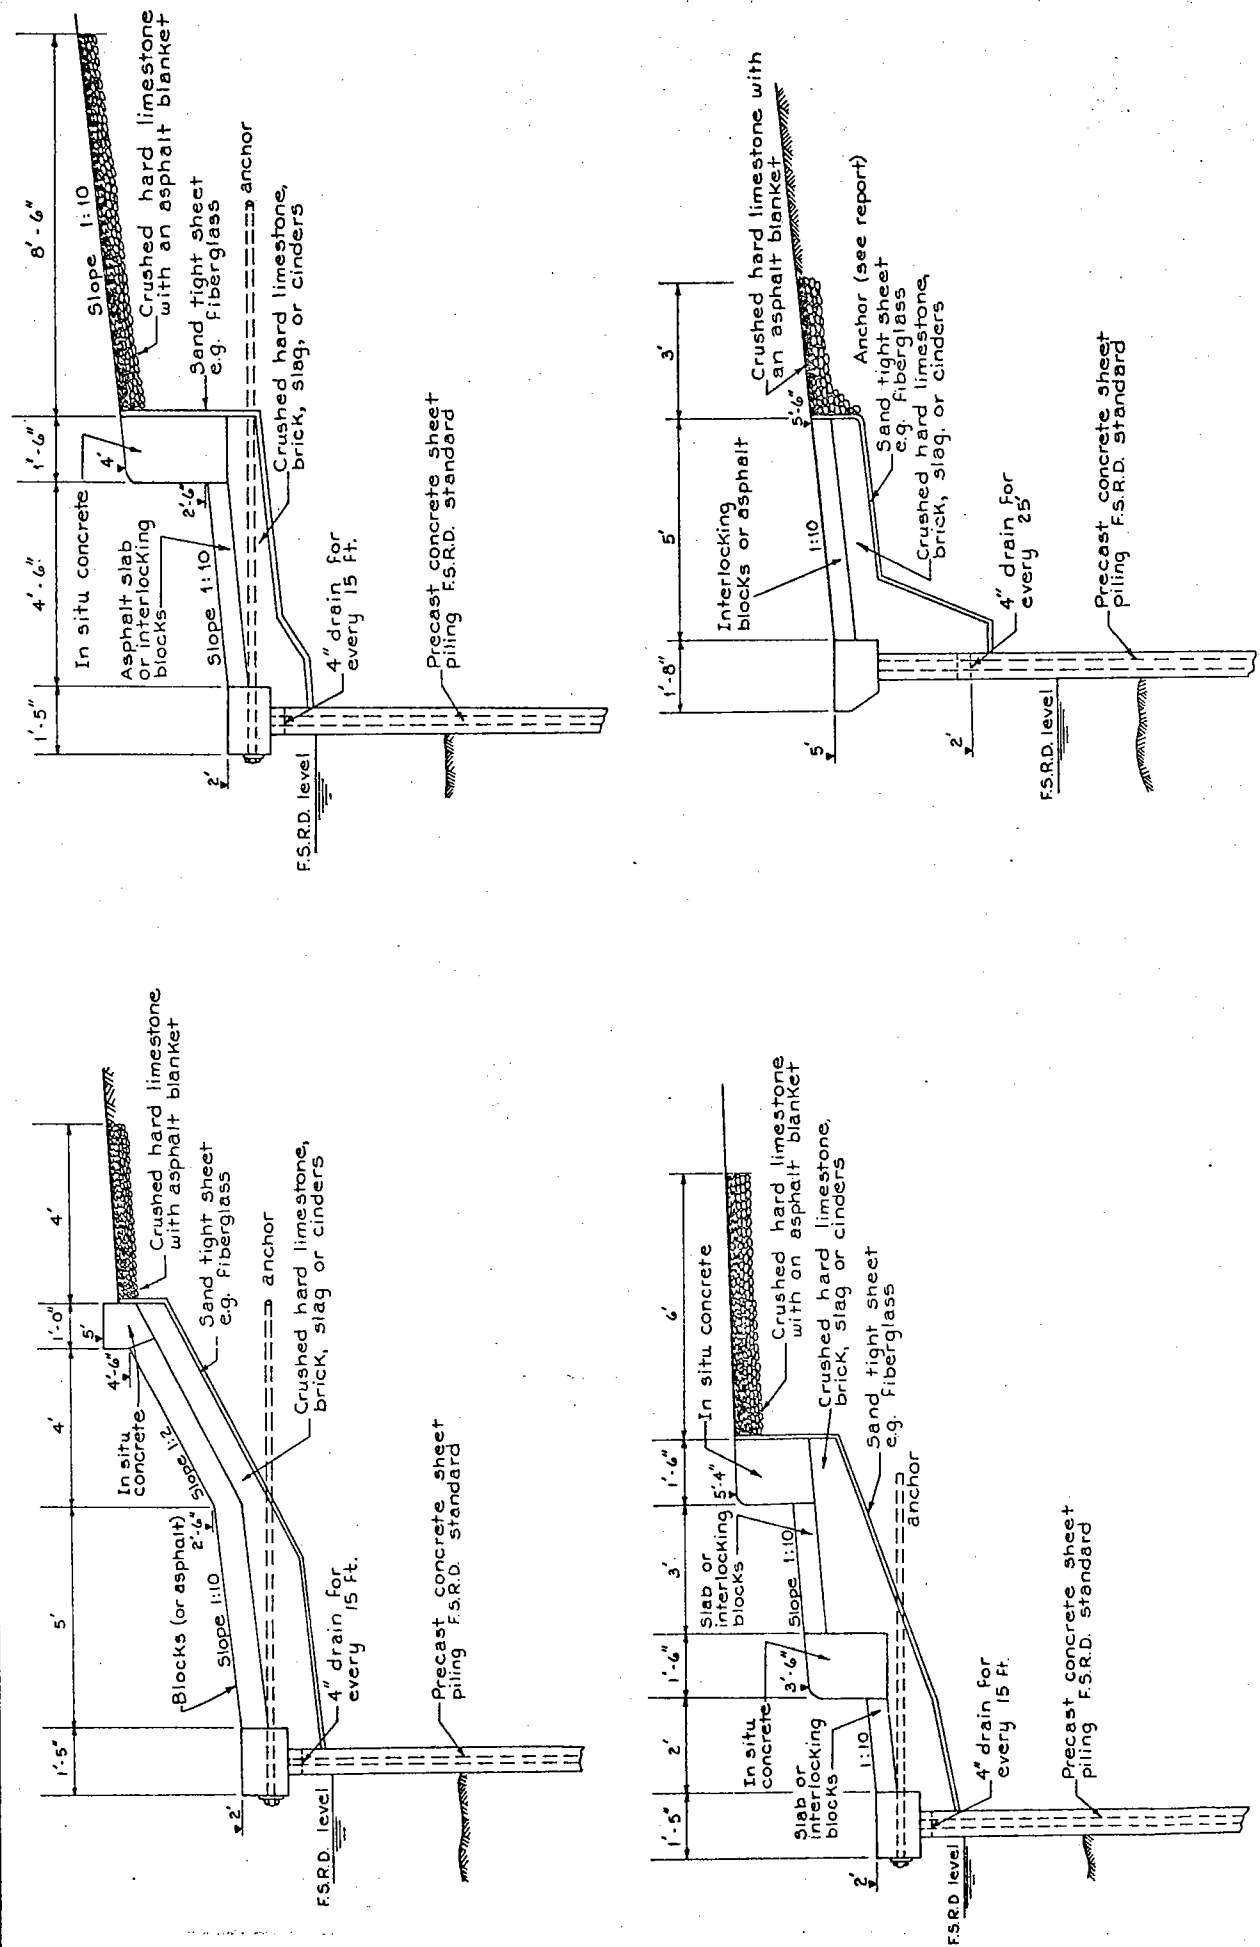 8'-6"
1'-6"
4'-6"
1'-5"
Slope 1:10
Crushed hard limestone
with an asphalt blanket
Sand tight sheet
e.g. fiberglass
anchor
Crushed hard limestone,
brick, slag, or cinders
In situ concrete
4'
Asphalt slab
or interlocking
blocks
2'-6"
Slope 1:10
4" drain for
every 15 ft.
Precast concrete sheet
piling F.S.R.D. standard
2'
F.S.R.D. level
Crushed hard limestone with
an asphalt blanket
3'
5'
1'-8"
5'-6"
Anchor (see report)
Sand tight sheet
e.g. fiberglass
Crushed hard limestone,
brick, slag, or cinders
Interlocking
blocks or asphalt
1:10
4" drain for
every 25'
Precast concrete sheet
piling F.S.R.D. standard
5'
2'
F.S.R.D. level
4'
1'-0"
4'
5'
1'-5"
Crushed hard limestone,
with asphalt blanket
Sand tight sheet
e.g. fiberglass
anchor
Crushed hard limestone,
brick, slag or cinders
5'
4'-6"
In situ
concrete
Slope 1:2
2'-6"
Blocks (or asphalt)
Slope 1:10
4" drain for
every 15 ft.
Precast concrete sheet
piling F.S.R.D. standard
2'
F.S.R.D. level
6'
1'-6"
3'
1'-6"
2'
1'-5"
Crushed hard limestone
with an asphalt blanket
In situ concrete
Crushed hard limestone,
brick, slag or cinders
Sand tight sheet
e.g. fiberglass
anchor
5'-4"
Slab or
interlocking
blocks
Slope 1:10
3'-6"
In situ
concrete
Slab or
interlocking
blocks
1:10
4" drain for
every 15 ft.
Precast concrete sheet
piling F.S.R.D. standard
2'
F.S.R.D level